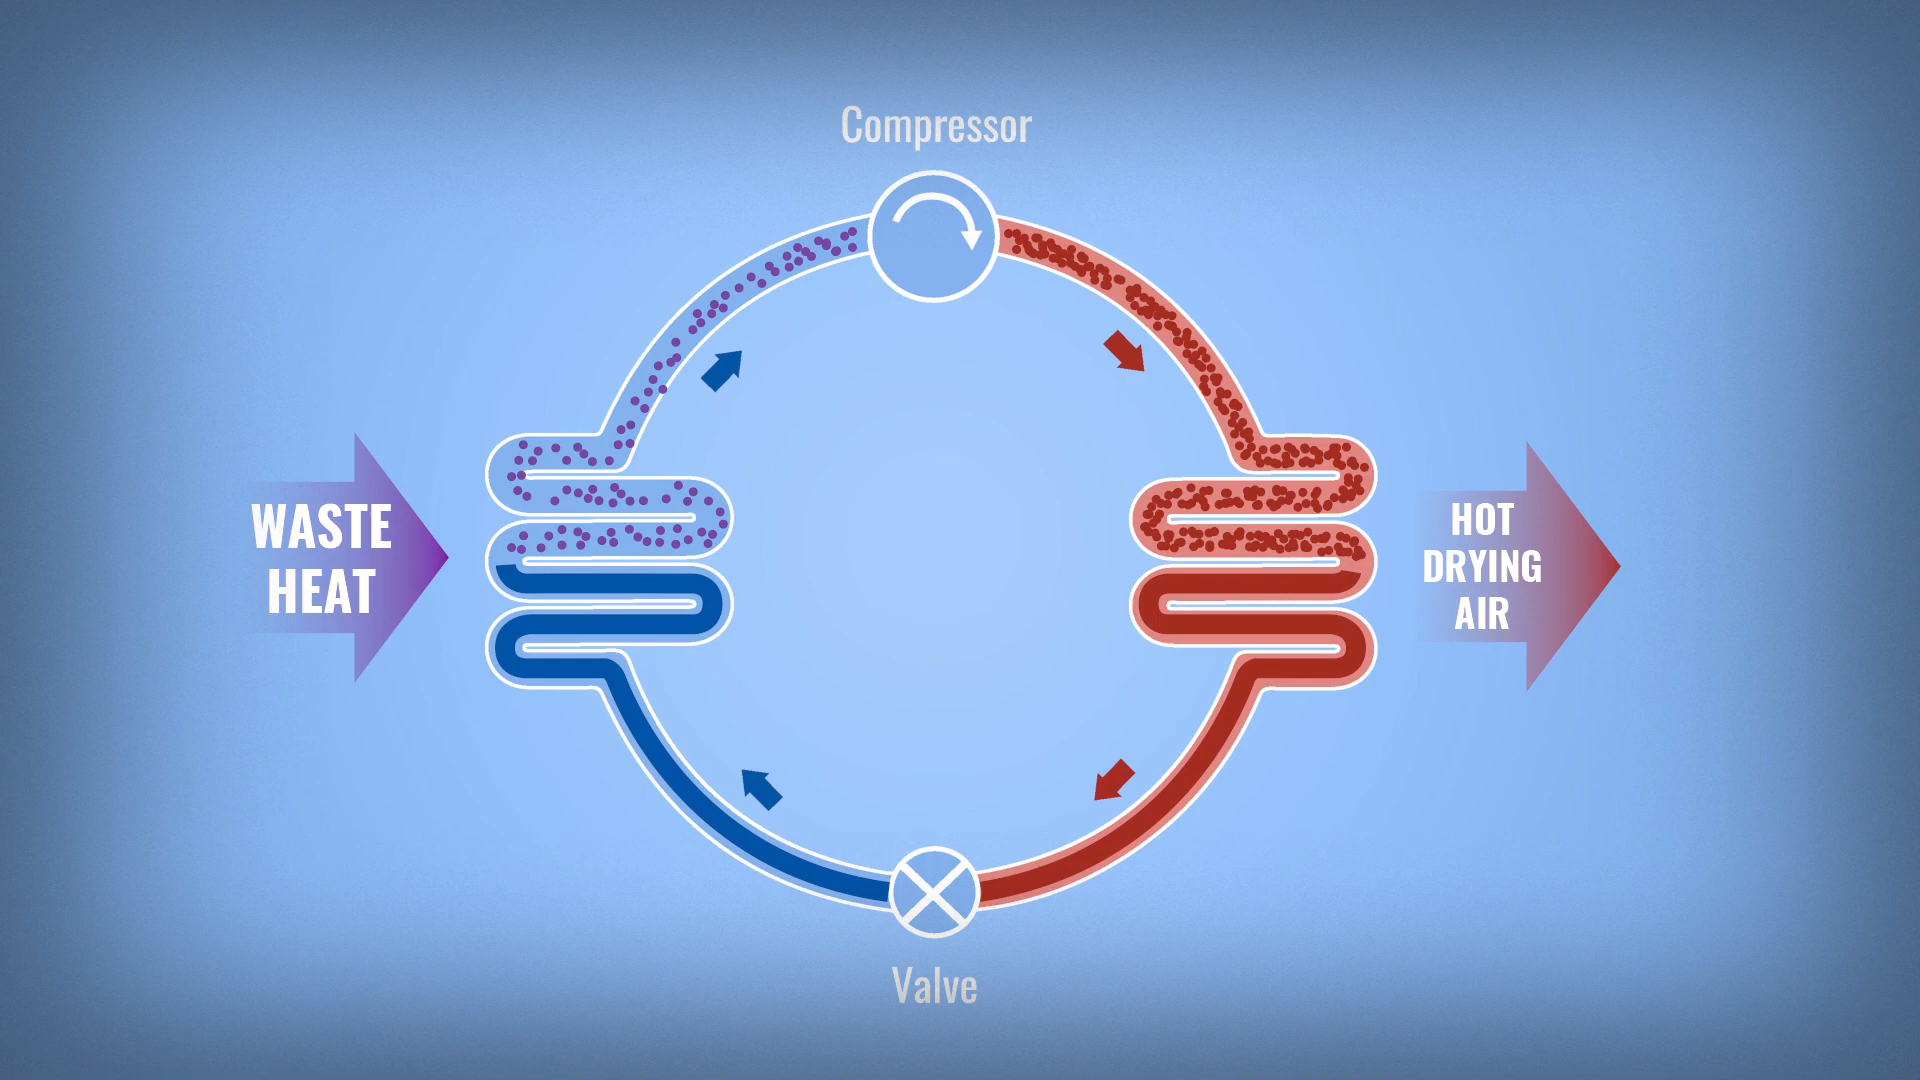 Compressor
WASTE
HEAT
HOT
DRYING
AIR
Valve